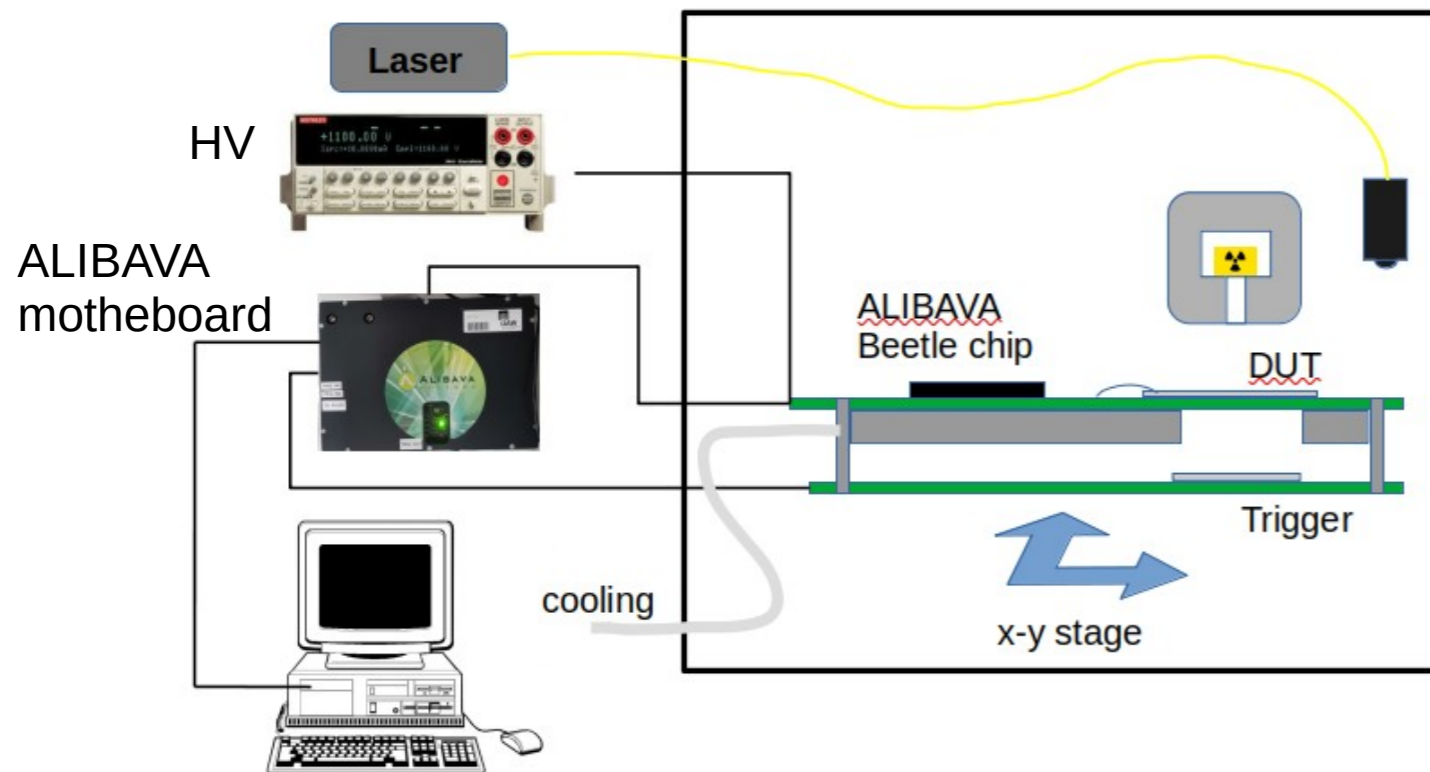 Laser
HV
+1100.00 V
ALIBAVA
motheboard
ALIBAVA
ALIBAVA
Beetle chip
DUT
Trigger
cooling
x-y stage